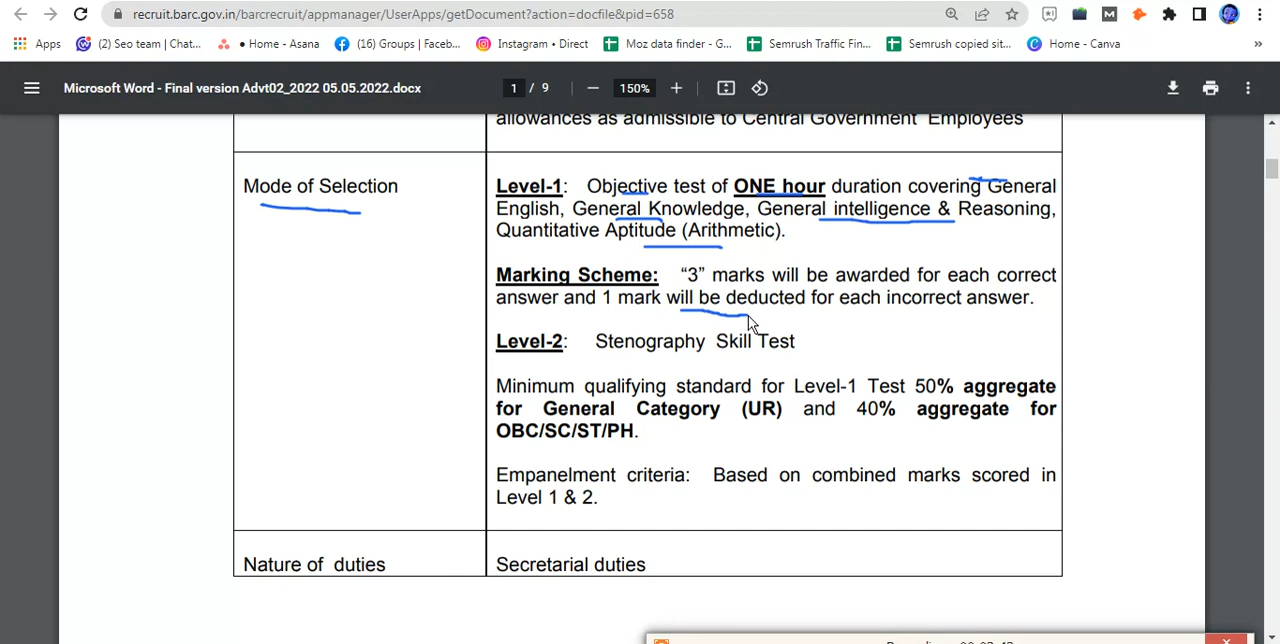 recruit.barc.gov.in/barcrecruit/appmanager/UserApps/getDocument?action=docfile&pid=658
Apps (2) Seo team | Chat... • Home - Asana (16) Groups | Faceb... Instagram • Direct Moz data finder - G... Semrush Traffic Fin... Semrush copied sit... Home - Canva »
Microsoft Word - Final version Advt02_2022 05.05.2022.docx 1 / 9 — 150% +
allowances as admissible to Central Government Employees
Mode of Selection
Level-1: Objective test of ONE hour duration covering General
English, General Knowledge, General intelligence & Reasoning,
Quantitative Aptitude (Arithmetic).
Marking Scheme: “3” marks will be awarded for each correct
answer and 1 mark will be deducted for each incorrect answer.
Level-2: Stenography Skill Test
Minimum qualifying standard for Level-1 Test 50% aggregate
for General Category (UR) and 40% aggregate for
OBC/SC/ST/PH.
Empanelment criteria: Based on combined marks scored in
Level 1 & 2.
Nature of duties
Secretarial duties